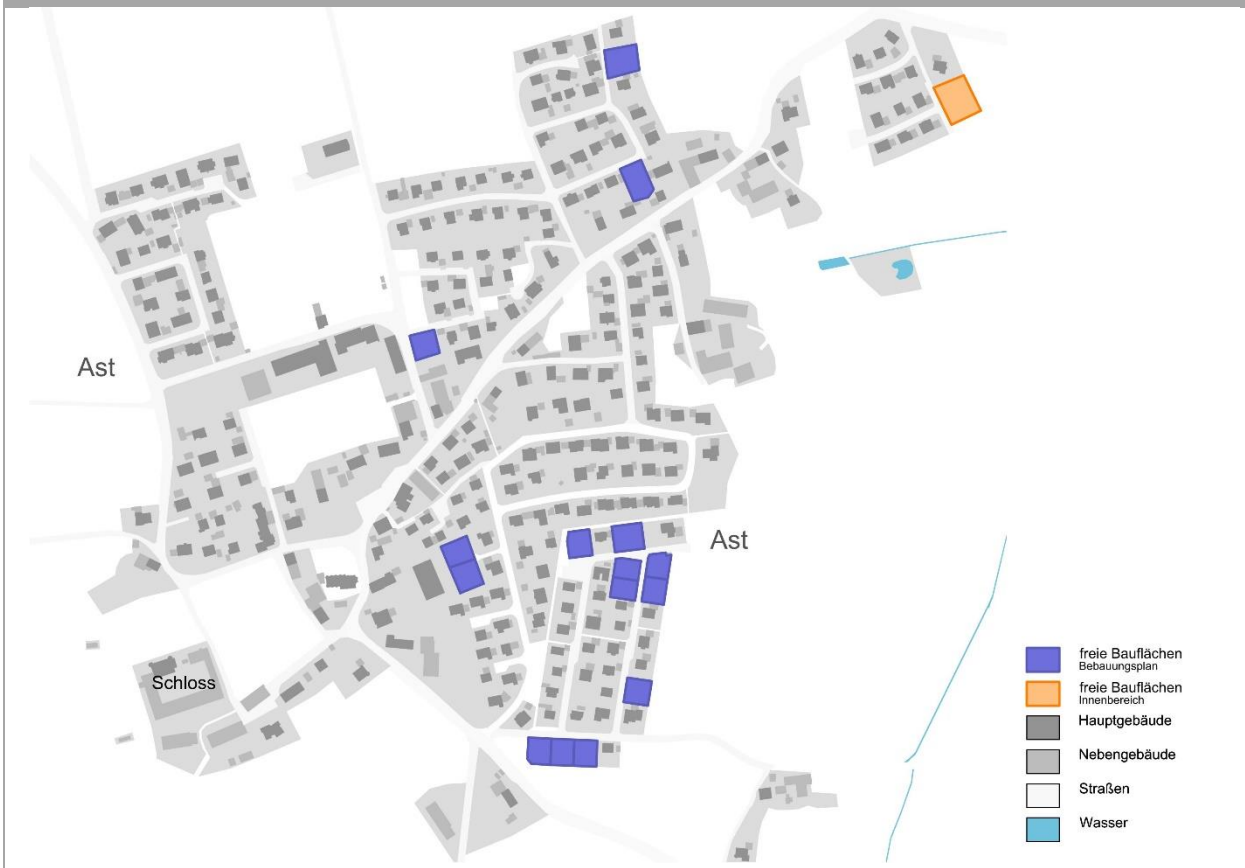 Ast
Ast
Schloss
freie Bauflächen
Bebauungsplan
freie Bauflächen
Innenbereich
Hauptgebäude
Nebengebäude
Straßen
Wasser